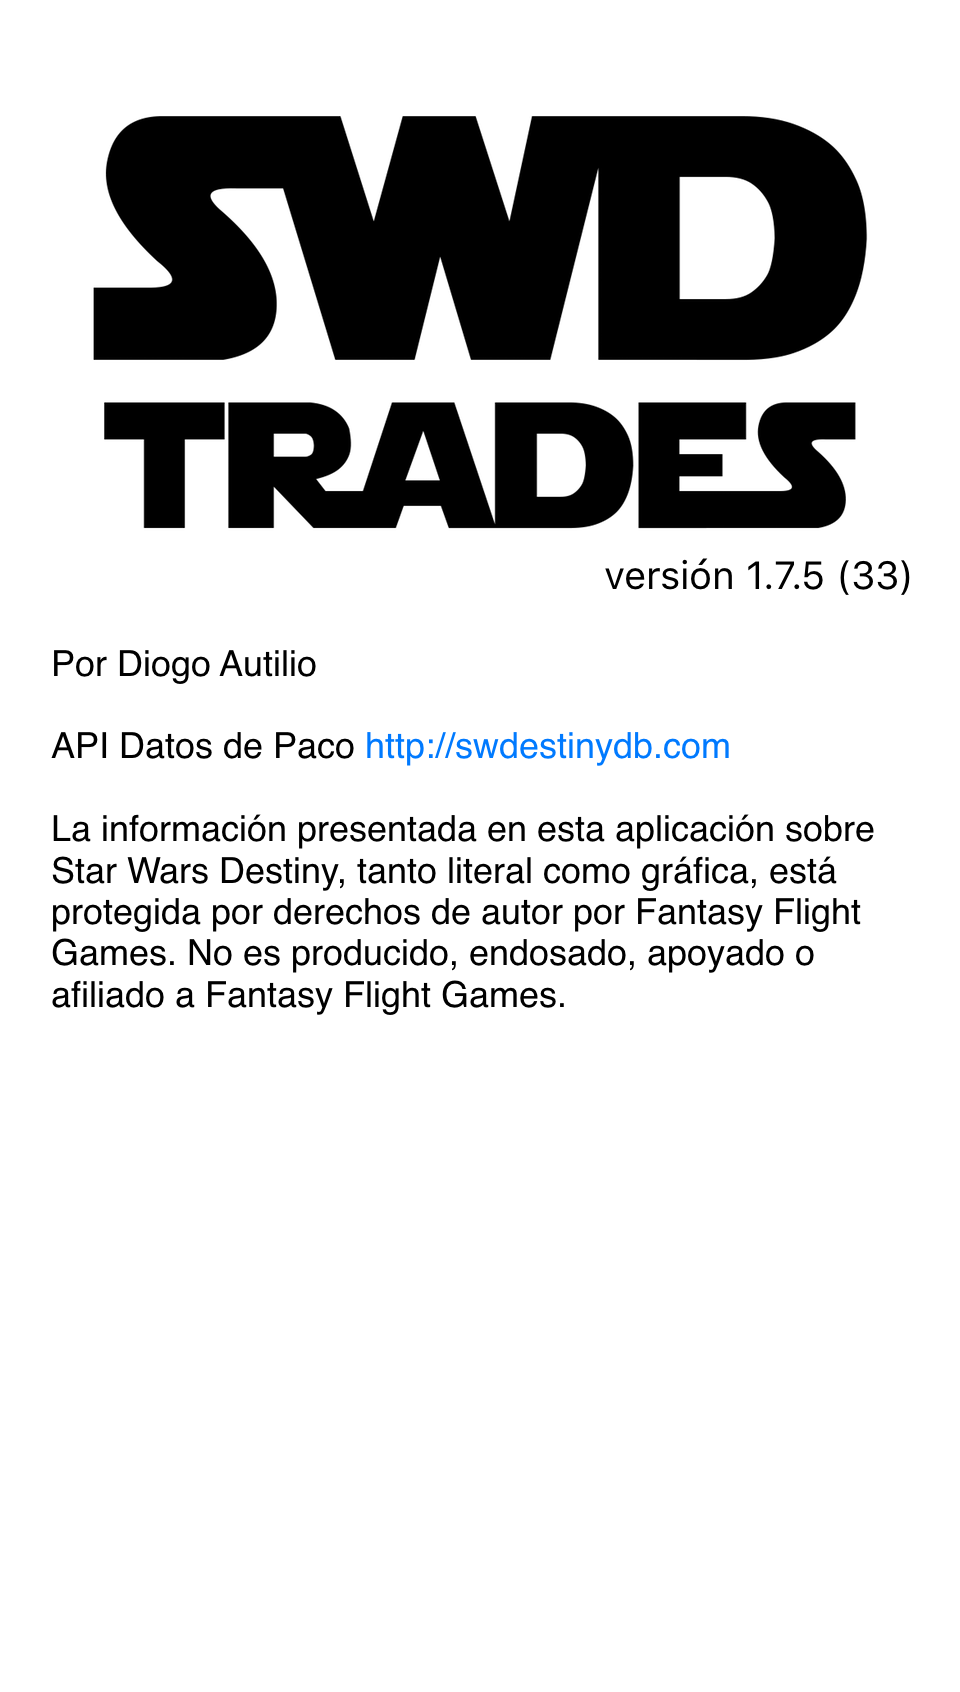 SWD
TRADES
versión 1.7.5 (33)
Por Diogo Autilio
API Datos de Paco http://swdestinydb.com
La información presentada en esta aplicación sobre
Star Wars Destiny, tanto literal como gráfica, está
protegida por derechos de autor por Fantasy Flight
Games. No es producido, endosado, apoyado o
afiliado a Fantasy Flight Games.